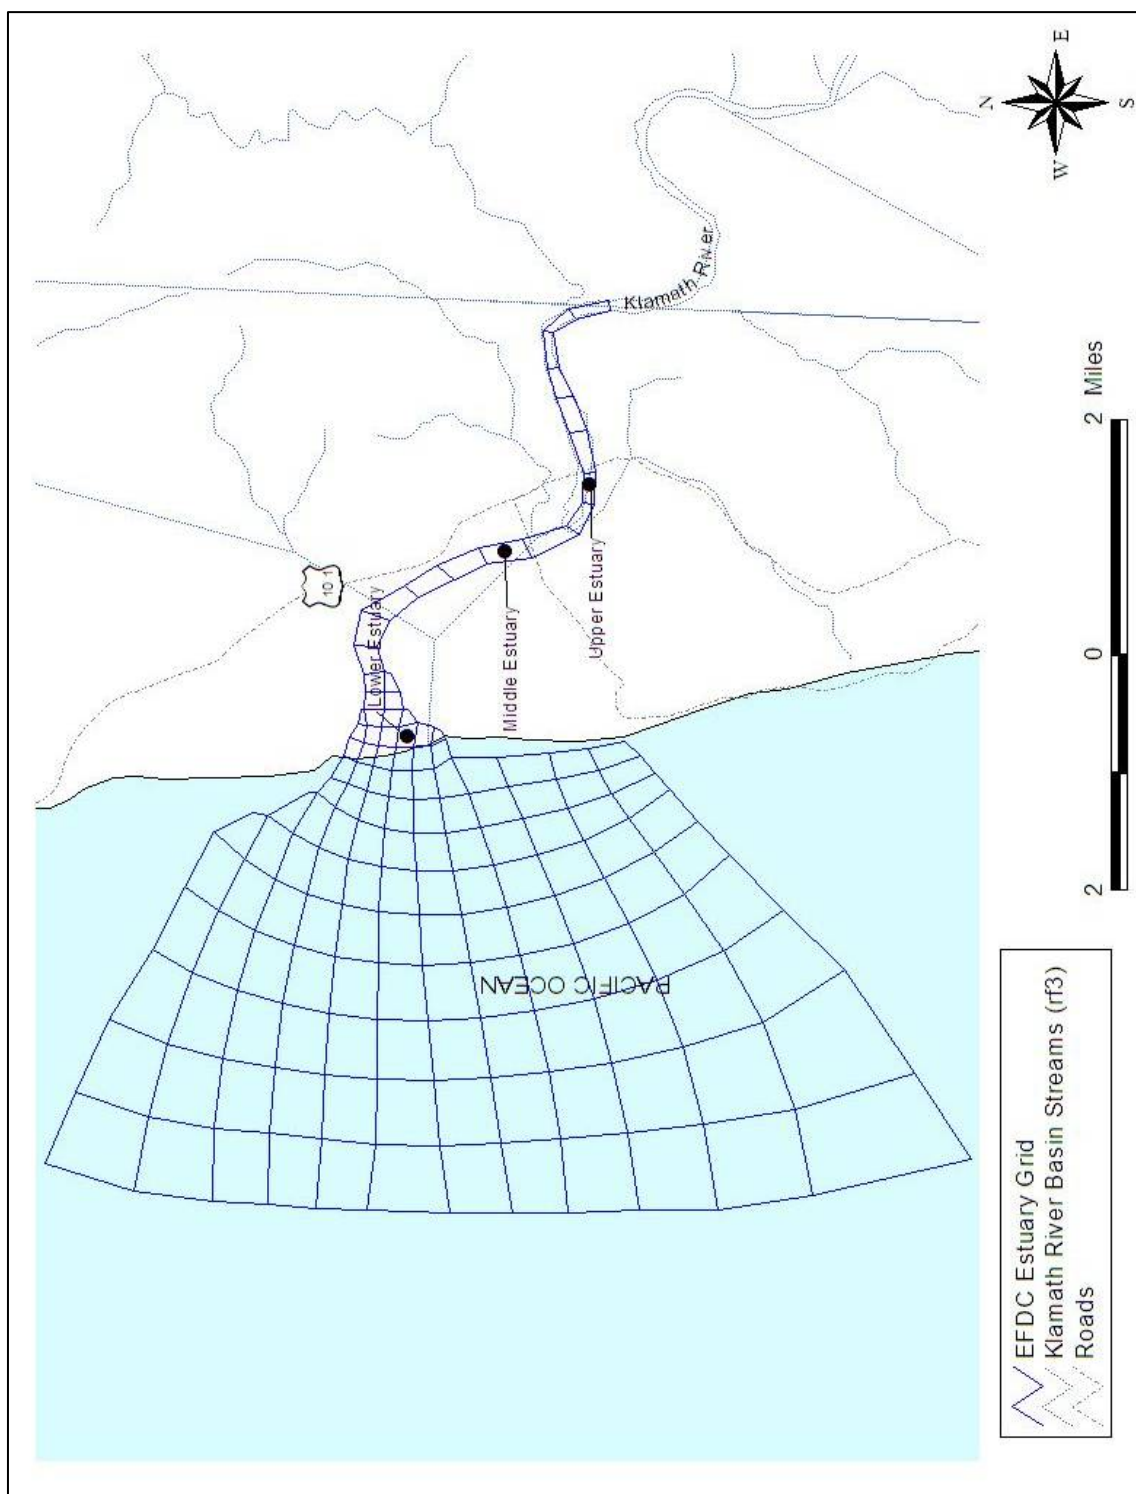 N
E
W
S
Klamath River
101
Lower Estuary
Middle Estuary
Upper Estuary
PACIFIC OCEAN
2
0
2 Miles
EFDC Estuary Grid
Klamath River Basin Streams (rf3)
Roads